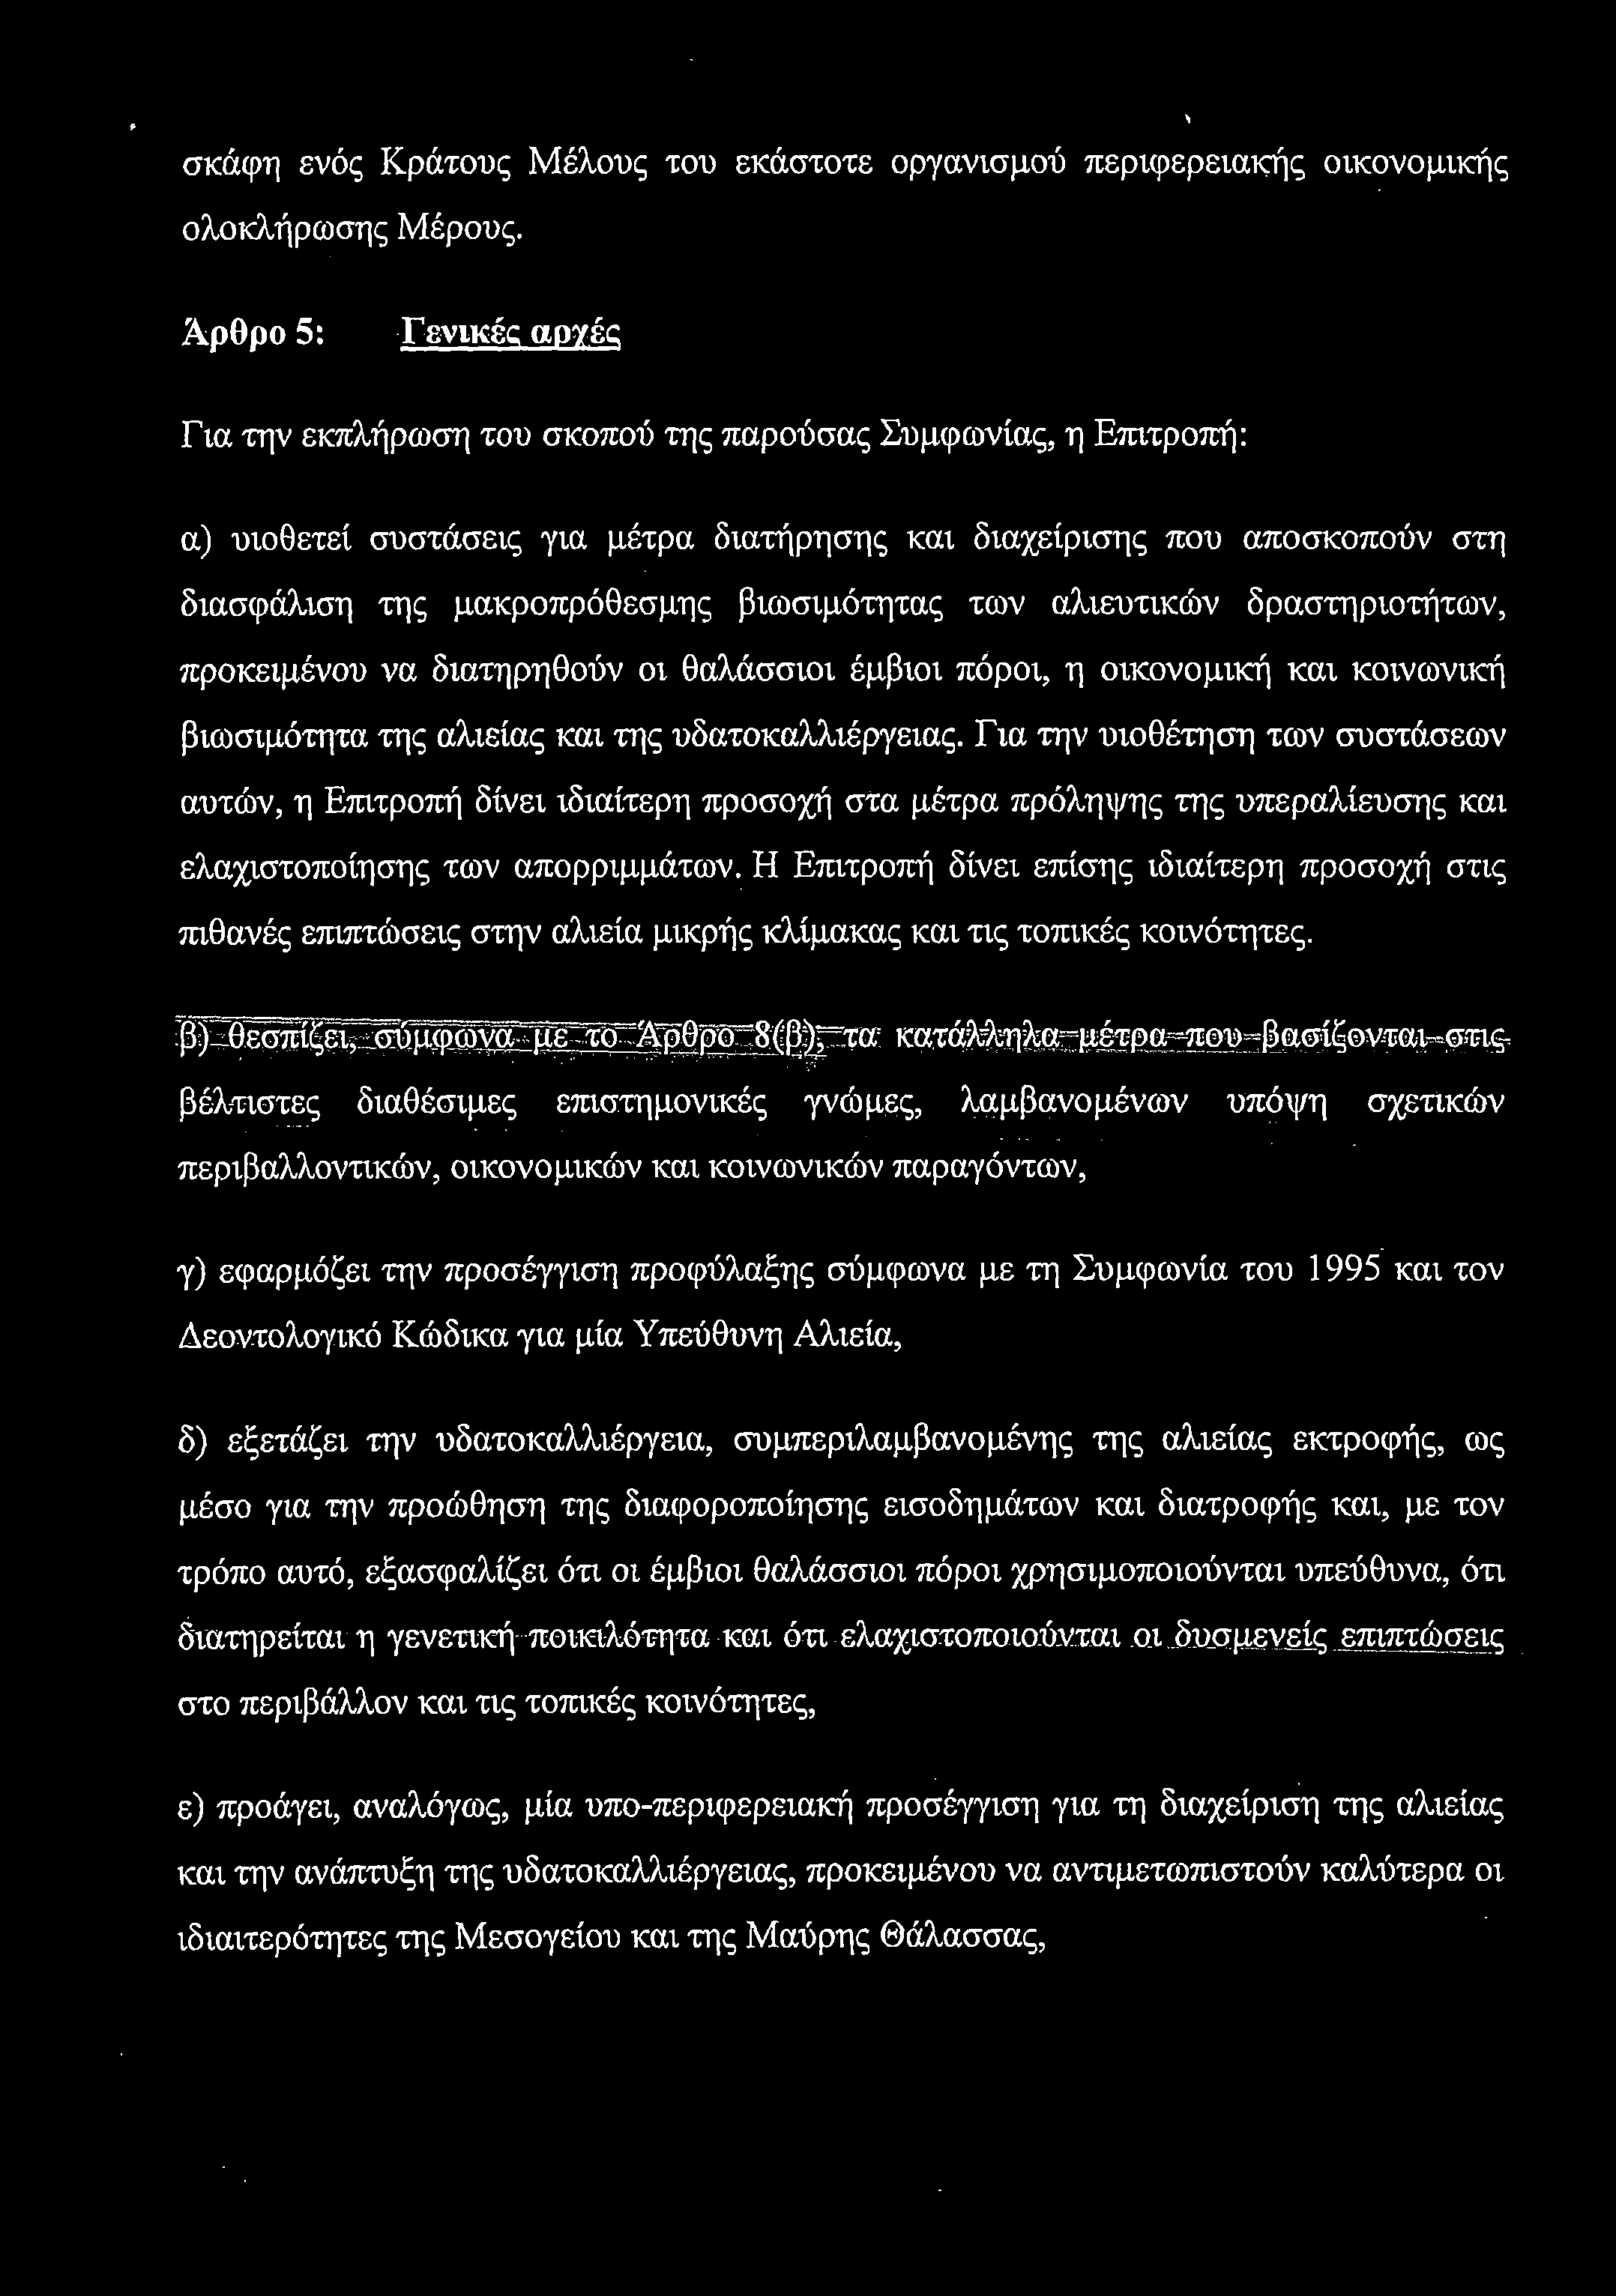 σκάφη ενός Κράτους Μέλους του εκάστοτε οργανισμού περιφερειακής οικονομικής
ολοκλήρωσης Μέρους.
Άρθρο 5: Γενικές αρχές
Για την εκπλήρωση του σκοπού της παρούσας Συμφωνίας, η Επιτροπή:
α) υιοθετεί συστάσεις για μέτρα διατήρησης και διαχείρισης που αποσκοπούν στη
διασφάλιση της μακροπρόθεσμης βιωσιμότητας των αλιευτικών δραστηριοτήτων,
προκειμένου να διατηρηθούν οι θαλάσσιοι έμβιοι πόροι, η οικονομική και κοινωνική
βιωσιμότητα της αλιείας και της υδατοκαλλιέργειας. Για την υιοθέτηση των συστάσεων
αυτών, η Επιτροπή δίνει ιδιαίτερη προσοχή στα μέτρα πρόληψης της υπεραλίευσης και
ελαχιστοποίησης των απορριμμάτων. Η Επιτροπή δίνει επίσης ιδιαίτερη προσοχή στις
πιθανές επιπτώσεις στην αλιεία μικρής κλίμακας και τις τοπικές κοινότητες.
β) θεσπίζει, σύμφωνα με το Άρθρο 8(β), τα κατάλληλα μέτρα που βασίζονται στις
βέλτιστες διαθέσιμες επιστημονικές γνώμες, λαμβανομένων υπόψη σχετικών
περιβαλλοντικών, οικονομικών και κοινωνικών παραγόντων,
γ) εφαρμόζει την προσέγγιση προφύλαξης σύμφωνα με τη Συμφωνία του 1995 και τον
Δεοντολογικό Κώδικα για μία Υπεύθυνη Αλιεία,
δ) εξετάζει την υδατοκαλλιέργεια, συμπεριλαμβανομένης της αλιείας εκτροφής, ως
μέσο για την προώθηση της διαφοροποίησης εισοδημάτων και διατροφής και, με τον
τρόπο αυτό, εξασφαλίζει ότι οι έμβιοι θαλάσσιοι πόροι χρησιμοποιούνται υπεύθυνα, ότι
διατηρείται η γενετική ποικιλότητα και ότι ελαχιστοποιούνται οι δυσμενείς επιπτώσεις
στο περιβάλλον και τις τοπικές κοινότητες,
ε) προάγει, αναλόγως, μία υπο-περιφερειακή προσέγγιση για τη διαχείριση της αλιείας
και την ανάπτυξη της υδατοκαλλιέργειας, προκειμένου να αντιμετωπιστούν καλύτερα οι
ιδιαιτερότητες της Μεσογείου και της Μαύρης Θάλασσας,